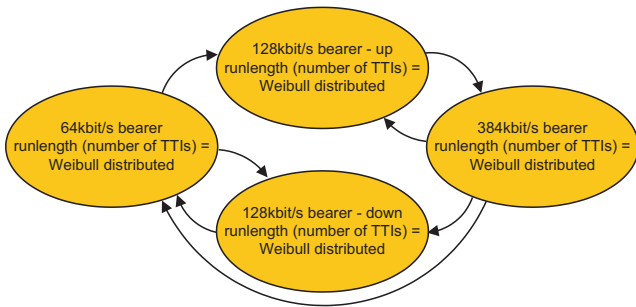 128kbit/s bearer - up
runlength (number of TTIs) =
Weibull distributed
64kbit/s bearer
runlength (number of TTIs) =
Weibull distributed
384kbit/s bearer
runlength (number of TTIs) =
Weibull distributed
128kbit/s bearer - down
runlength (number of TTIs) =
Weibull distributed